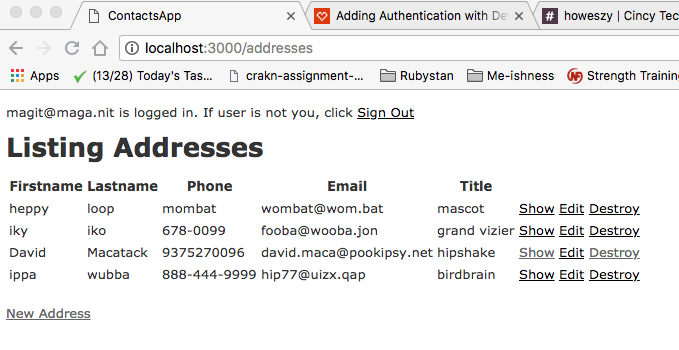 ContactsApp
Adding Authentication with De
howeszy | Cincy Tec
localhost:3000/addresses
Apps (13/28) Today's Tas... crakn-assignment-... Rubystan Me-ishness Strength Training
magit@maga.nit is logged in. If user is not you, click Sign Out
Listing Addresses
Firstname Lastname Phone Email Title
heppy loop mombat wombat@wom.bat mascot Show Edit Destroy
iky iko 678-0099 fooba@wooba.jon grand vizier Show Edit Destroy
David Macatack 9375270096 david.maca@pookipsy.net hipshake Show Edit Destroy
ippa wubba 888-444-9999 hip77@uizx.qap birdbrain Show Edit Destroy
New Address